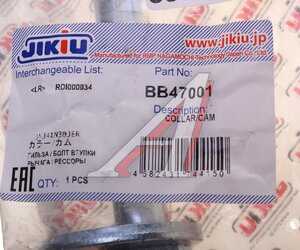 JIKIU
www.jikiu.jp
Manufactured for RMP NAGAMOCHI Technology Japan Co., LTD.
Interchangeable List:
Part No:
<LR> RDI000034
BB47001
Description:
COLLAR/CAM
カラー/カム
ГИЛЬЗА / БОЛТ ВТУЛКИ
РЫЧАГА / РЕССОРЫ
EAC
QTY: 1 PCS